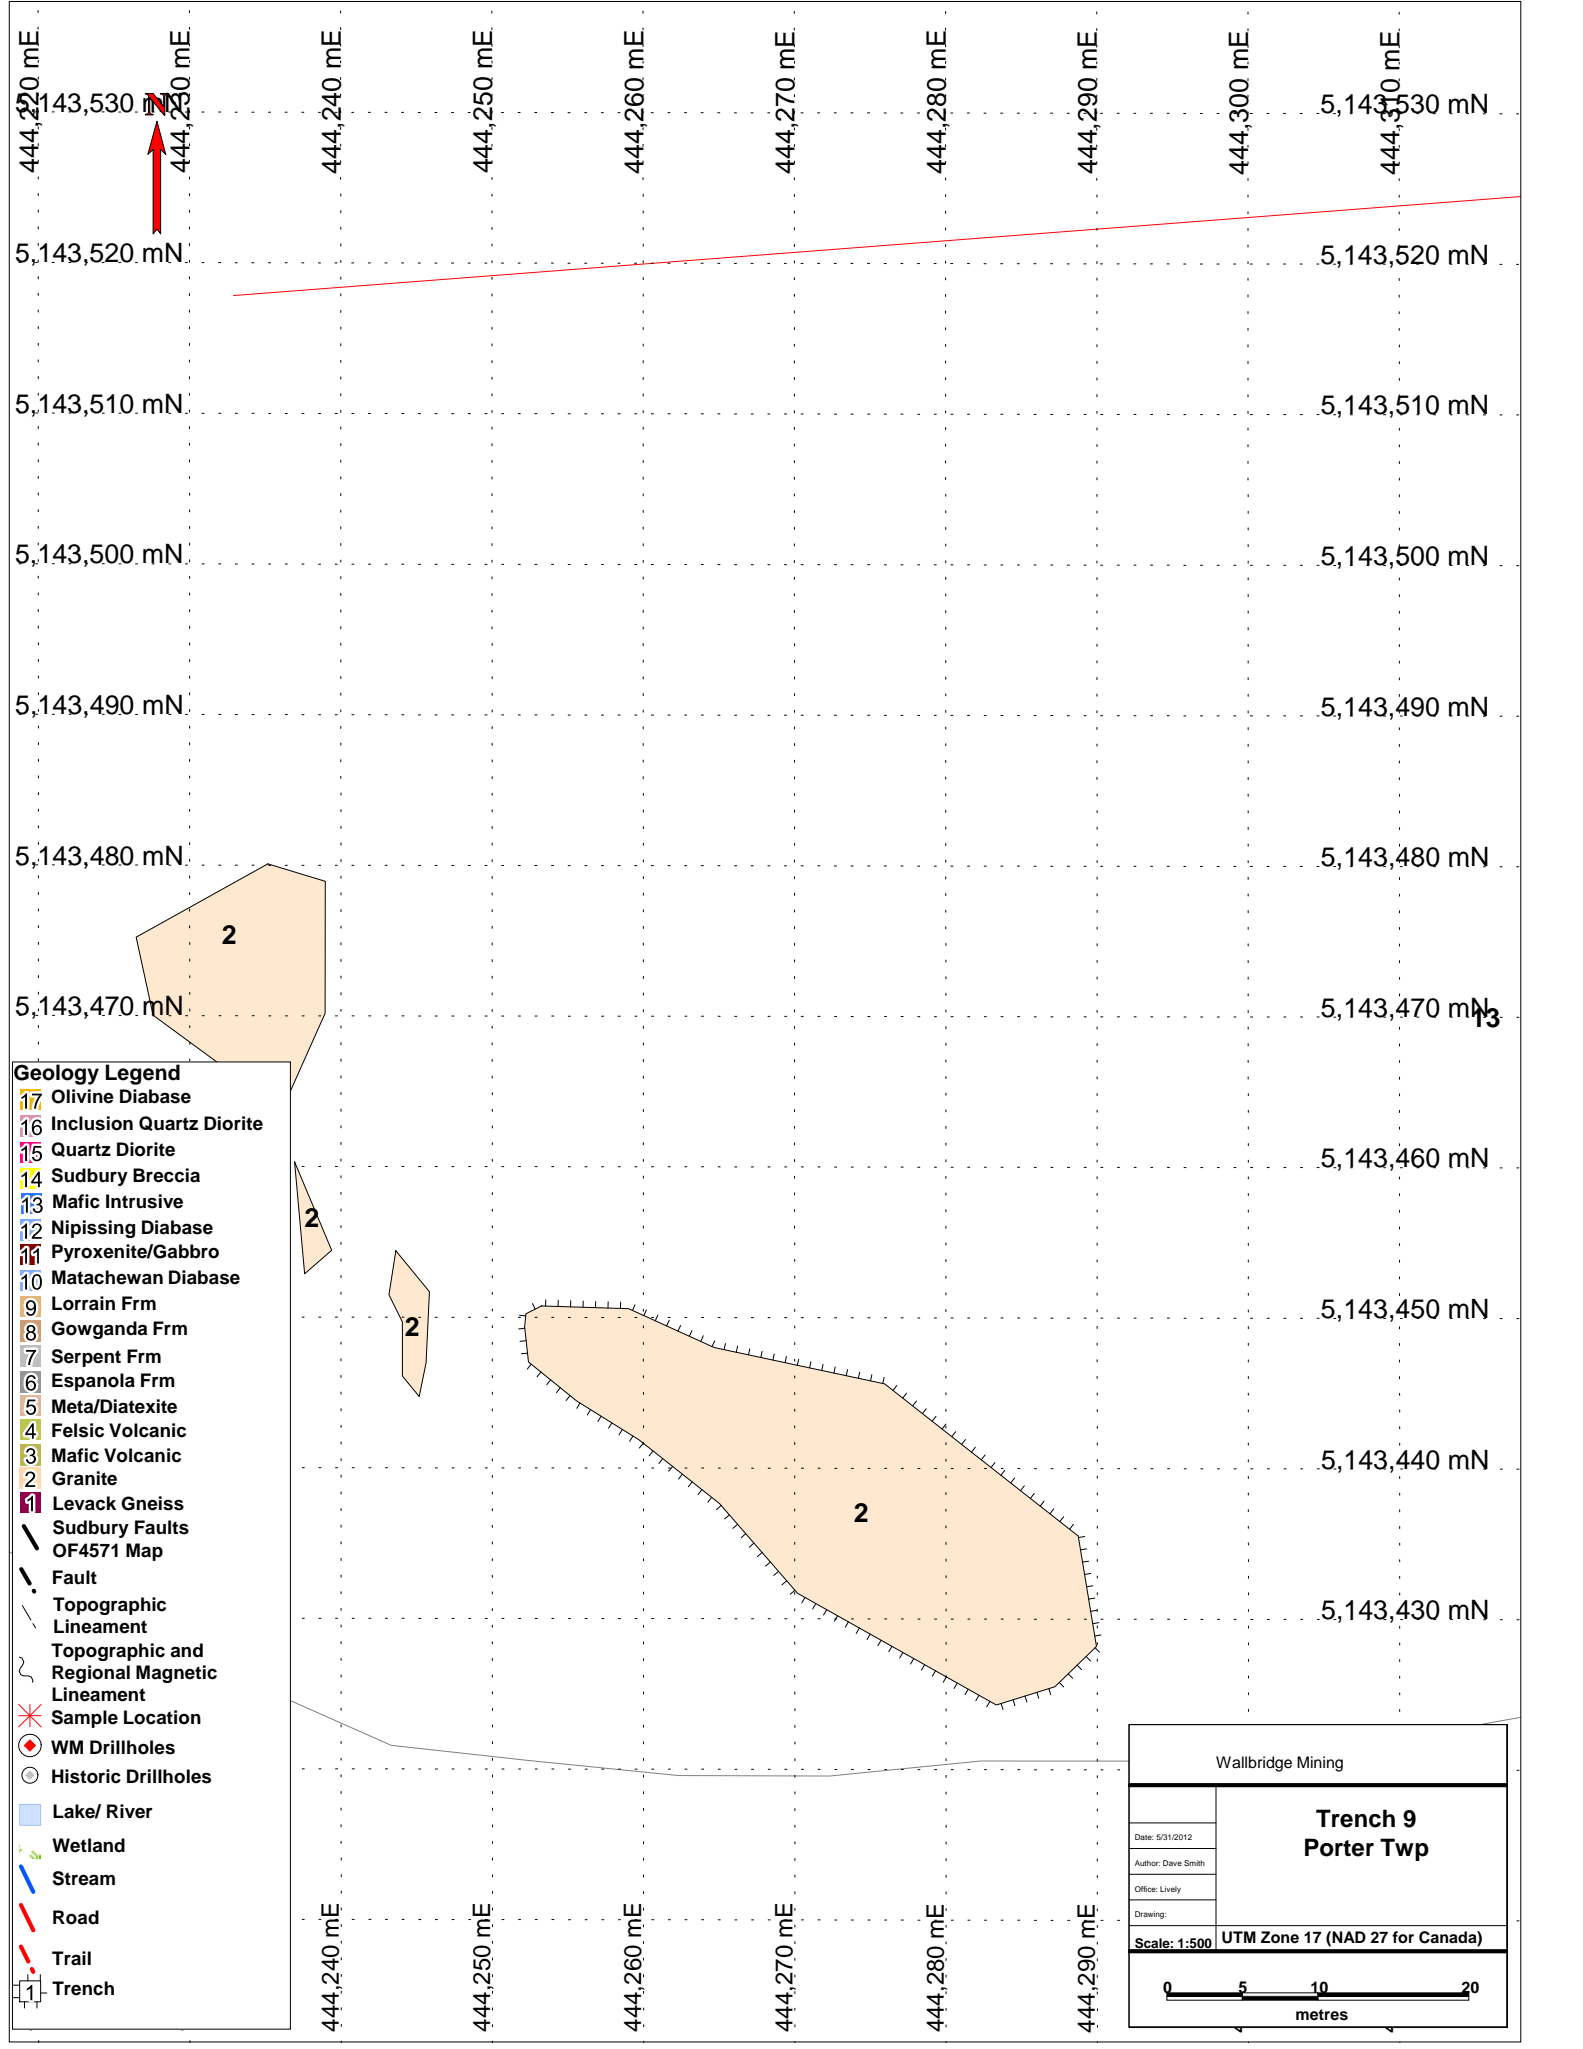 444,220 mE
444,230 mE
444,240 mE
444,250 mE
444,260 mE
444,270 mE
444,280 mE
444,290 mE
444,300 mE
444,310 mE
N
5,143,530 mN
5,143,530 mN
5,143,520 mN
5,143,520 mN
5,143,510 mN
5,143,510 mN
5,143,500 mN
5,143,500 mN
5,143,490 mN
5,143,490 mN
5,143,480 mN
5,143,480 mN
2
5,143,470 mN
5,143,470 mN
13
5,143,460 mN
2
5,143,450 mN
2
5,143,440 mN
2
5,143,430 mN
Geology Legend
17 Olivine Diabase
16 Inclusion Quartz Diorite
15 Quartz Diorite
14 Sudbury Breccia
13 Mafic Intrusive
12 Nipissing Diabase
11 Pyroxenite/Gabbro
10 Matachewan Diabase
9 Lorrain Frm
8 Gowganda Frm
7 Serpent Frm
6 Espanola Frm
5 Meta/Diatexite
4 Felsic Volcanic
3 Mafic Volcanic
2 Granite
1 Levack Gneiss
Sudbury Faults
OF4571 Map
Fault
Topographic
Lineament
Topographic and
Regional Magnetic
Lineament
Sample Location
WM Drillholes
Historic Drillholes
Lake/ River
Wetland
Stream
Road
Trail
1 Trench
444,240 mE
444,250 mE
444,260 mE
444,270 mE
444,280 mE
444,290 mE
Wallbridge Mining
Trench 9
Porter Twp
Date: 5/31/2012
Author: Dave Smith
Office: Lively
Drawing:
Scale: 1:500
UTM Zone 17 (NAD 27 for Canada)
0 5 10 20
metres